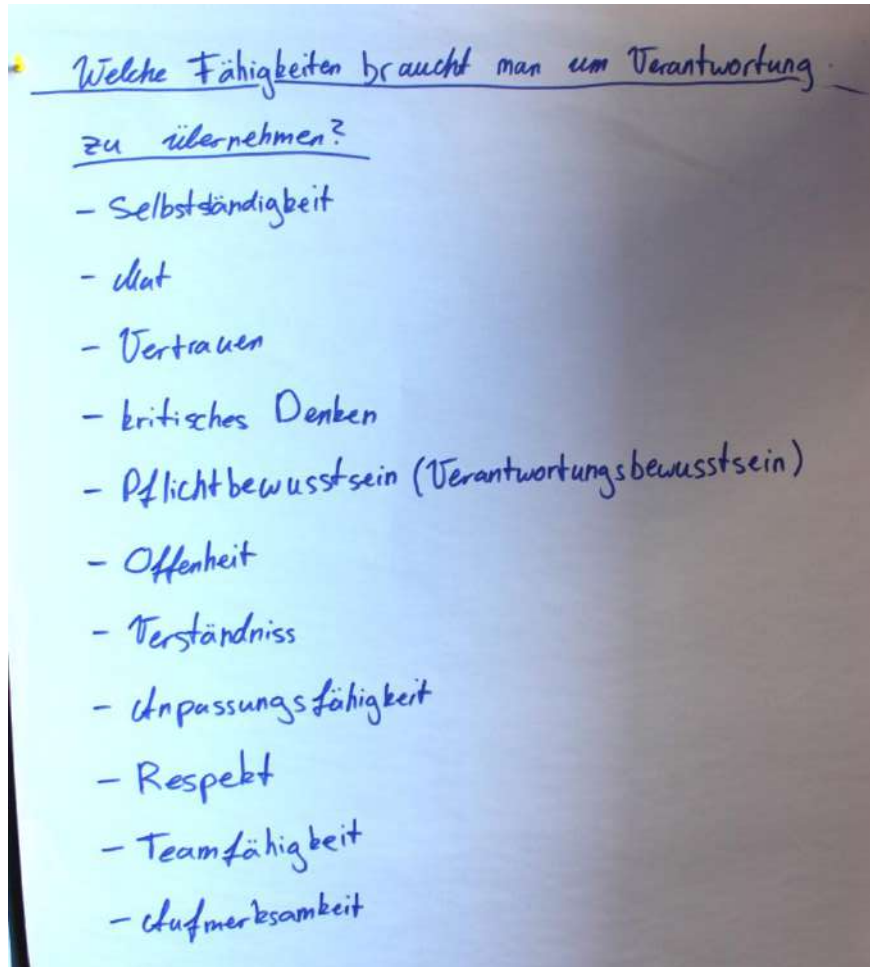 Welche Fähigkeiten braucht man um Verantwortung
zu übernehmen?
- Selbstständigkeit
- Mut
- Vertrauen
- kritisches Denken
- Pflichtbewusstsein (Verantwortungsbewusstsein)
- Offenheit
- Verständniss
- Anpassungsfähigkeit
- Respekt
- Teamfähigkeit
- Aufmerksamkeit